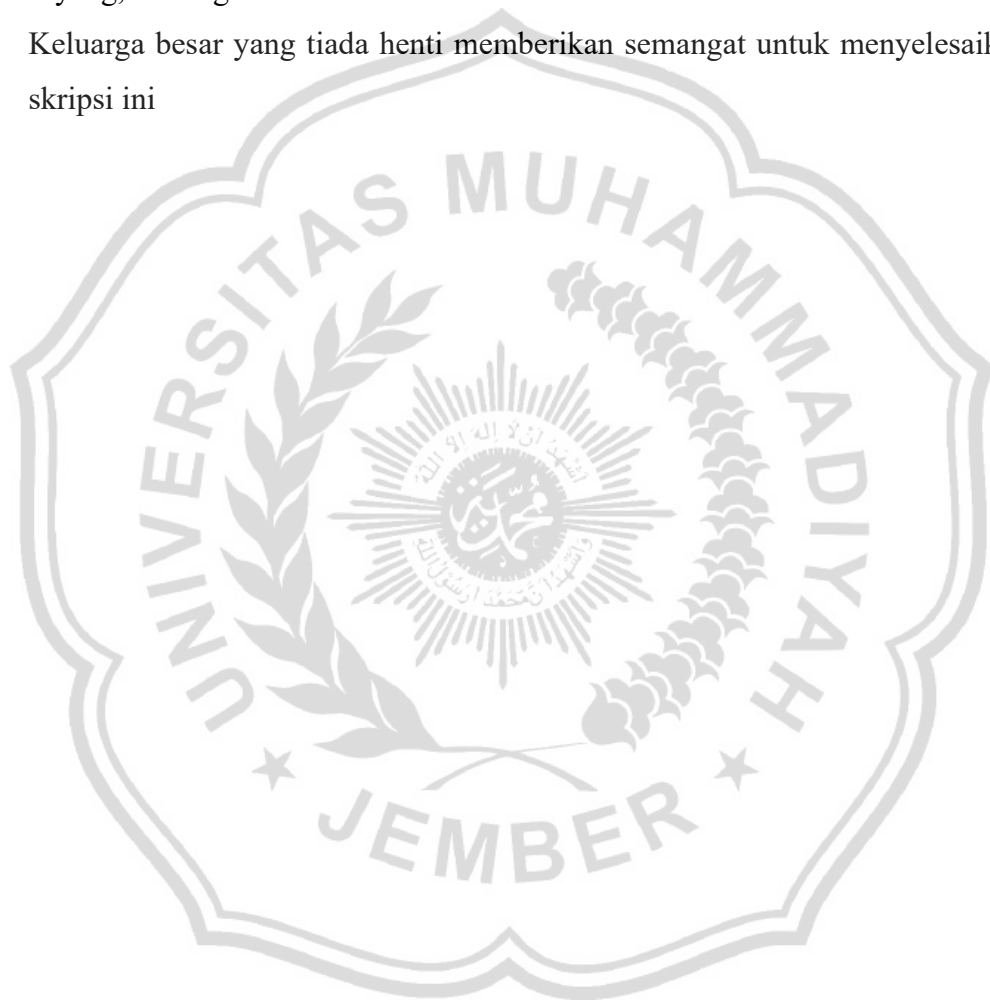 Keluarga besar yang tiada henti memberikan semangat untuk menyelesaik
skripsi ini
UNIVERSITAS MUHAMMADIYAH
JEMBER